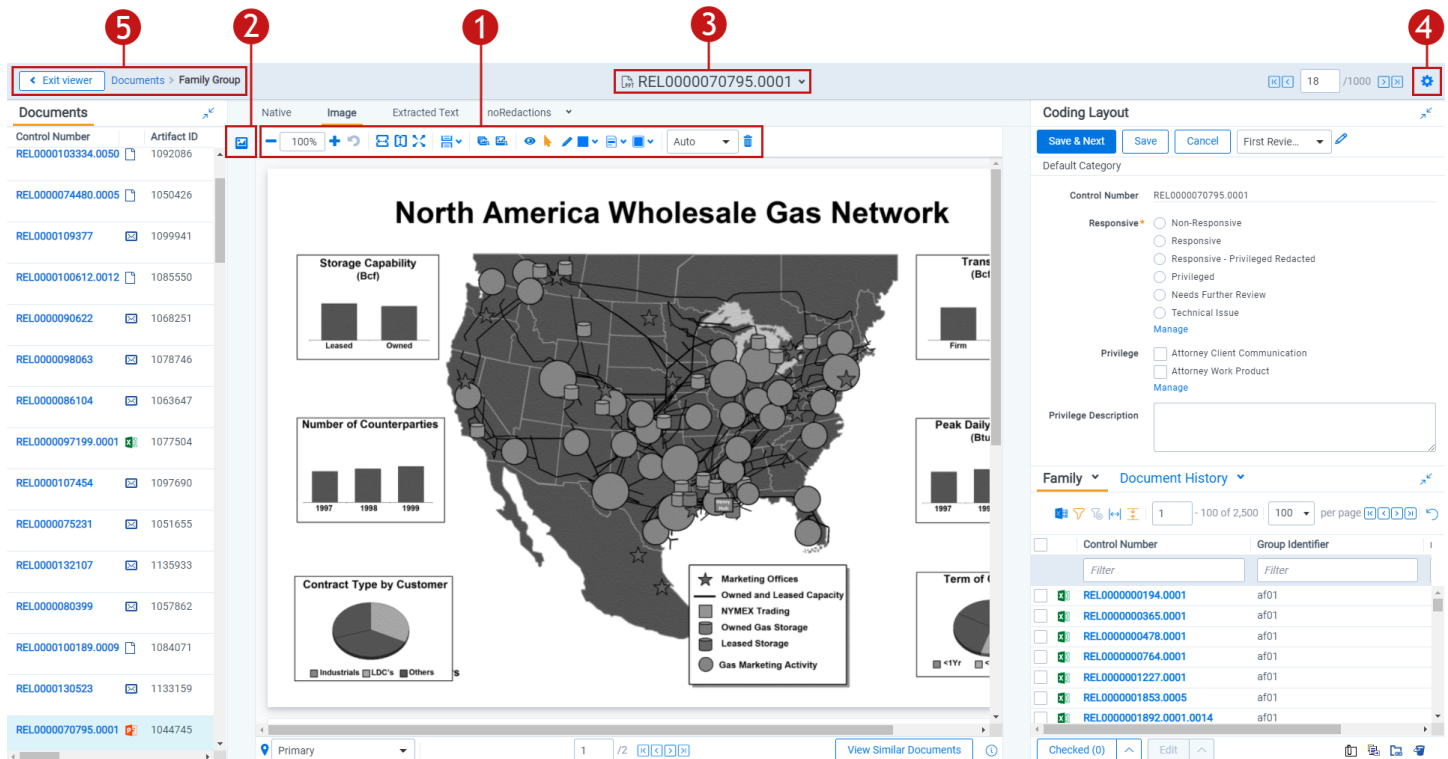 5 2 1 3 4
Exit viewer Documents > Family Group
REL0000070795.0001
18 /1000
Documents
Control Number Artifact ID
REL0000103334.0050 1092086
REL0000074480.0005 1050426
REL0000109377 1099941
REL0000100612.0012 1085550
REL0000090622 1068251
REL0000098063 1078746
REL0000086104 1063647
REL0000097199.0001 1077504
REL0000107454 1097690
REL0000075231 1051655
REL0000132107 1135933
REL0000080399 1057862
REL0000100189.0009 1084071
REL0000130523 1133159
REL0000070795.0001 1044745
Native Image Extracted Text noRedactions
100% Auto
North America Wholesale Gas Network
Storage Capability
(Bcf)
Leased Owned
Number of Counterparties
1997 1998 1999
Contract Type by Customer
Industrials LDC's Others
Trans
(Bcf
Firm
Peak Daily
(Btu
1997 199
Term of
<1Yr <
Henry
Hub
Marketing Offices
Owned and Leased Capacity
NYMEX Trading
Owned Gas Storage
Leased Storage
Gas Marketing Activity
Primary 1 /2 View Similar Documents
Coding Layout
Save & Next Save Cancel First Revie...
Default Category
Control Number REL0000070795.0001
Responsive* Non-Responsive
Responsive
Responsive - Privileged Redacted
Privileged
Needs Further Review
Technical Issue
Manage
Privilege Attorney Client Communication
Attorney Work Product
Manage
Privilege Description
Family Document History
1 - 100 of 2,500 100 per page
Control Number Group Identifier
Filter Filter
REL0000000194.0001 af01
REL0000000365.0001 af01
REL0000000478.0001 af01
REL0000000764.0001 af01
REL0000001227.0001 af01
REL0000001853.0005 af01
REL0000001892.0001.0014 af01
Checked (0) Edit